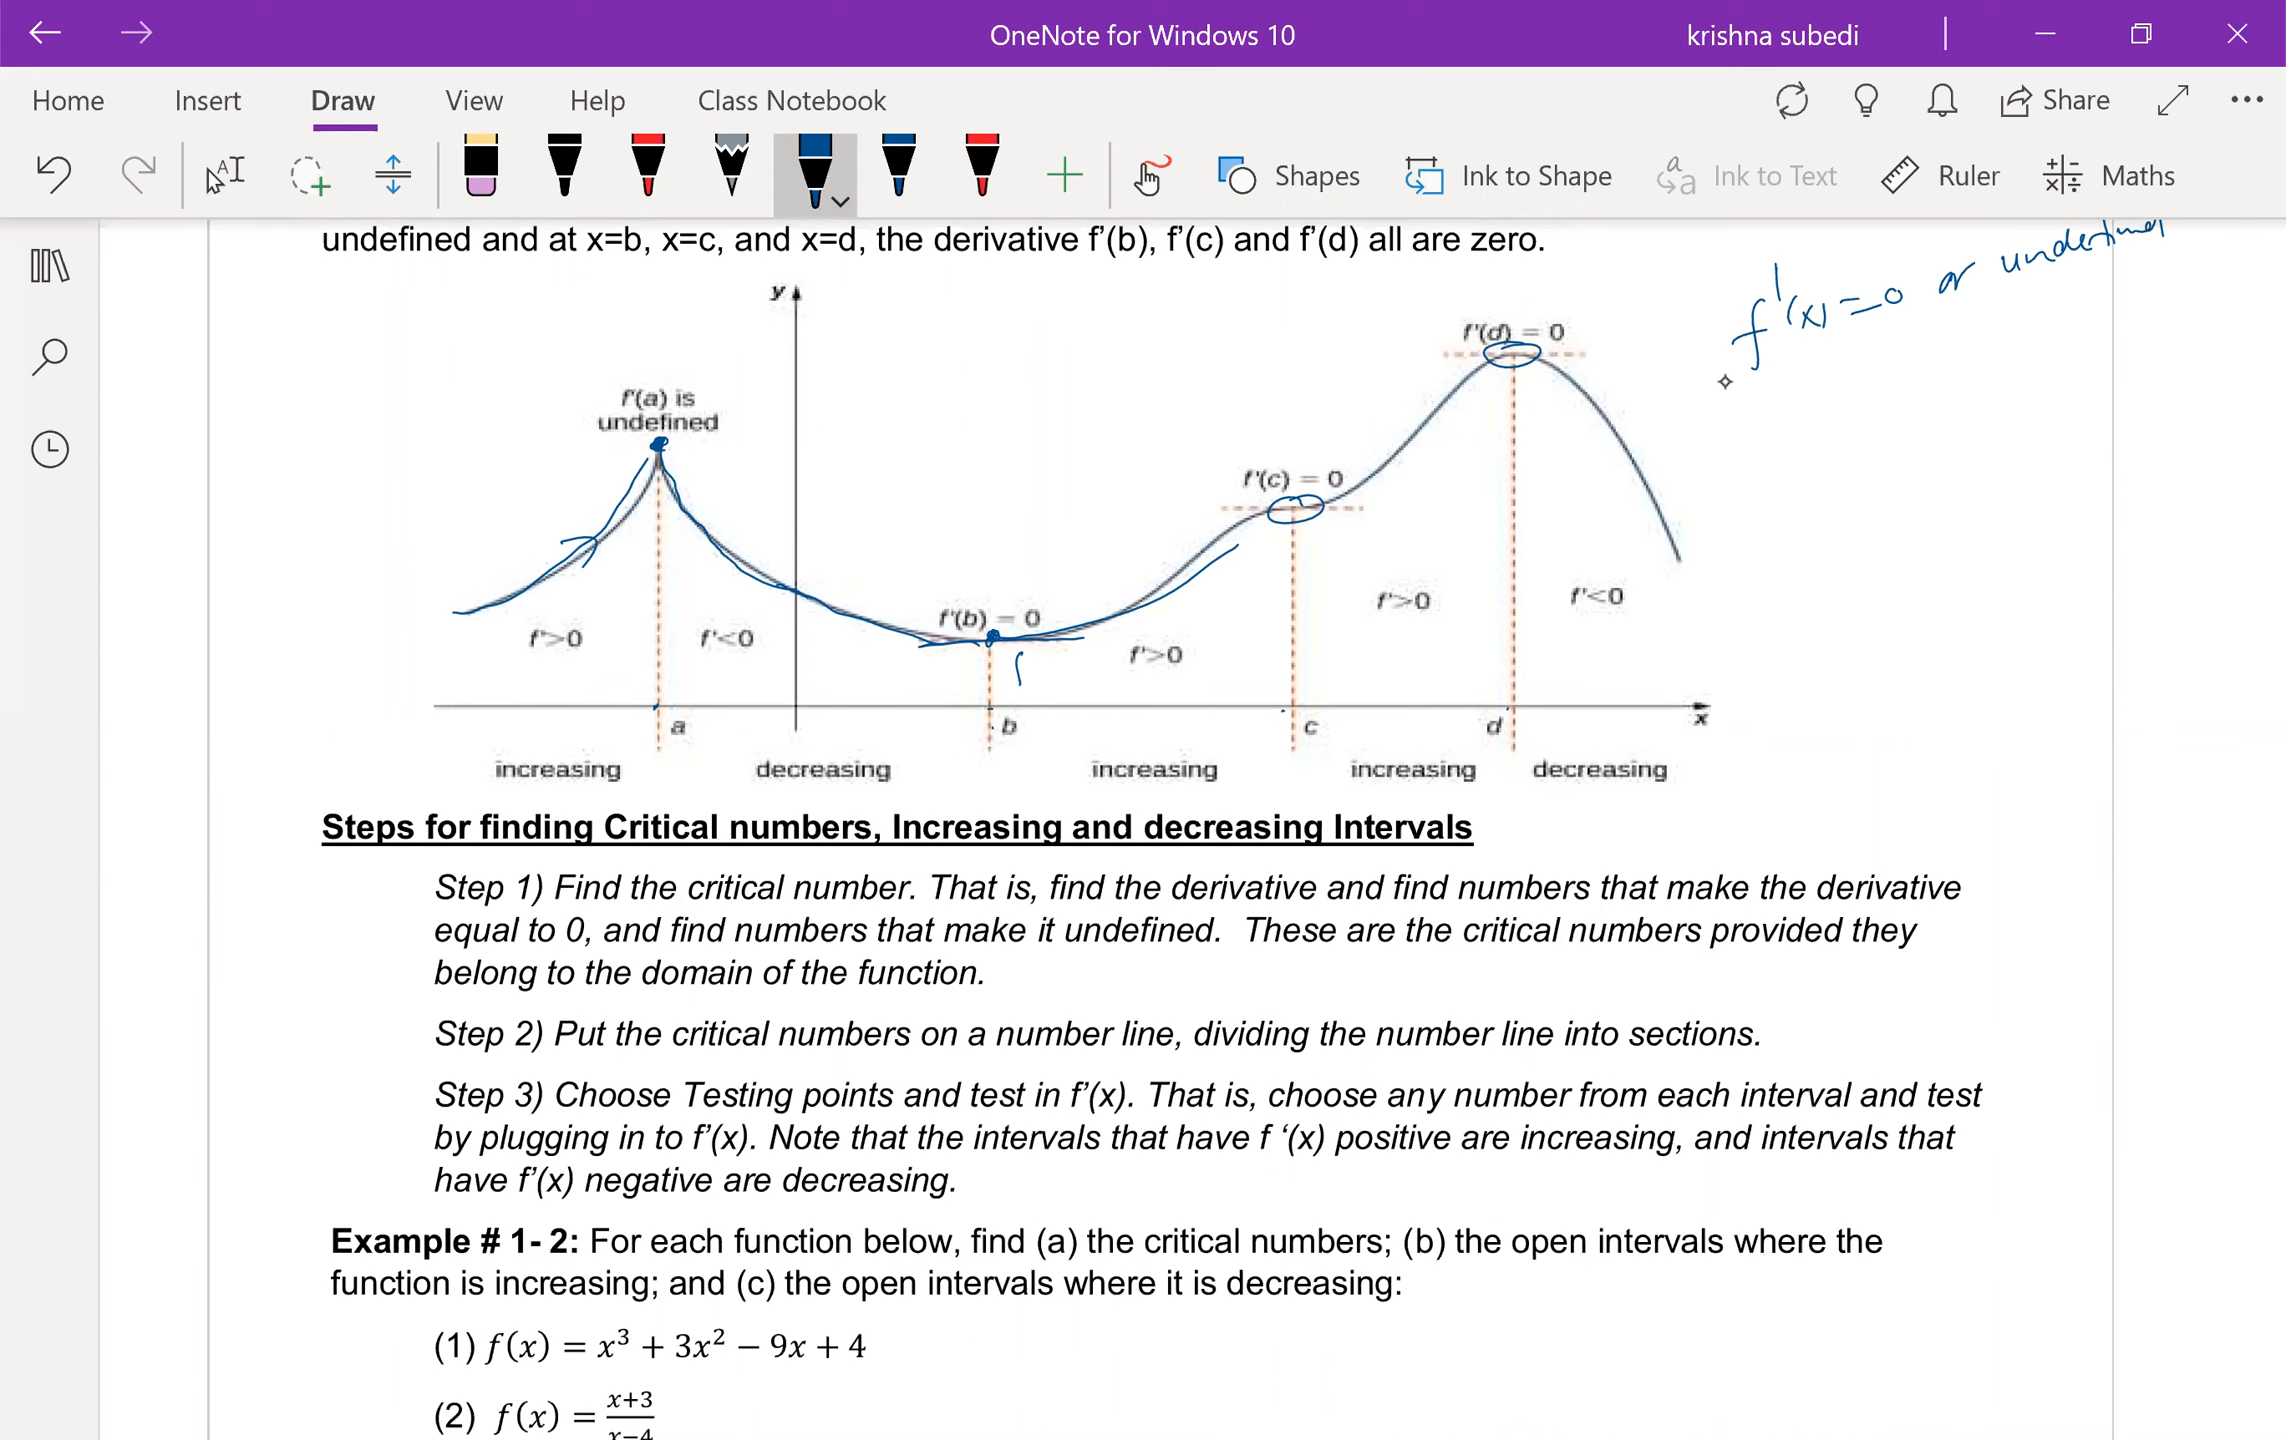 OneNote for Windows 10
krishna subedi
Home Insert Draw View Help Class Notebook
Share
Shapes Ink to Shape Ink to Text Ruler Maths
undefined and at x=b, x=c, and x=d, the derivative f'(b), f'(c) and f'(d) all are zero.
f'(x) = 0 or undefined
y
f'(d) = 0
f'(a) is
undefined
f'(c) = 0
f'(b) = 0
f'>0 f'<0 f'>0 f'>0 f'<0
a b c d x
increasing decreasing increasing increasing decreasing
Steps for finding Critical numbers, Increasing and decreasing Intervals
Step 1) Find the critical number. That is, find the derivative and find numbers that make the derivative
equal to 0, and find numbers that make it undefined. These are the critical numbers provided they
belong to the domain of the function.
Step 2) Put the critical numbers on a number line, dividing the number line into sections.
Step 3) Choose Testing points and test in f'(x). That is, choose any number from each interval and test
by plugging in to f'(x). Note that the intervals that have f ‘(x) positive are increasing, and intervals that
have f'(x) negative are decreasing.
Example # 1- 2: For each function below, find (a) the critical numbers; (b) the open intervals where the
function is increasing; and (c) the open intervals where it is decreasing:
(1) f(x) = x³ + 3x² − 9x + 4
(2) f(x) = x+3
x−4